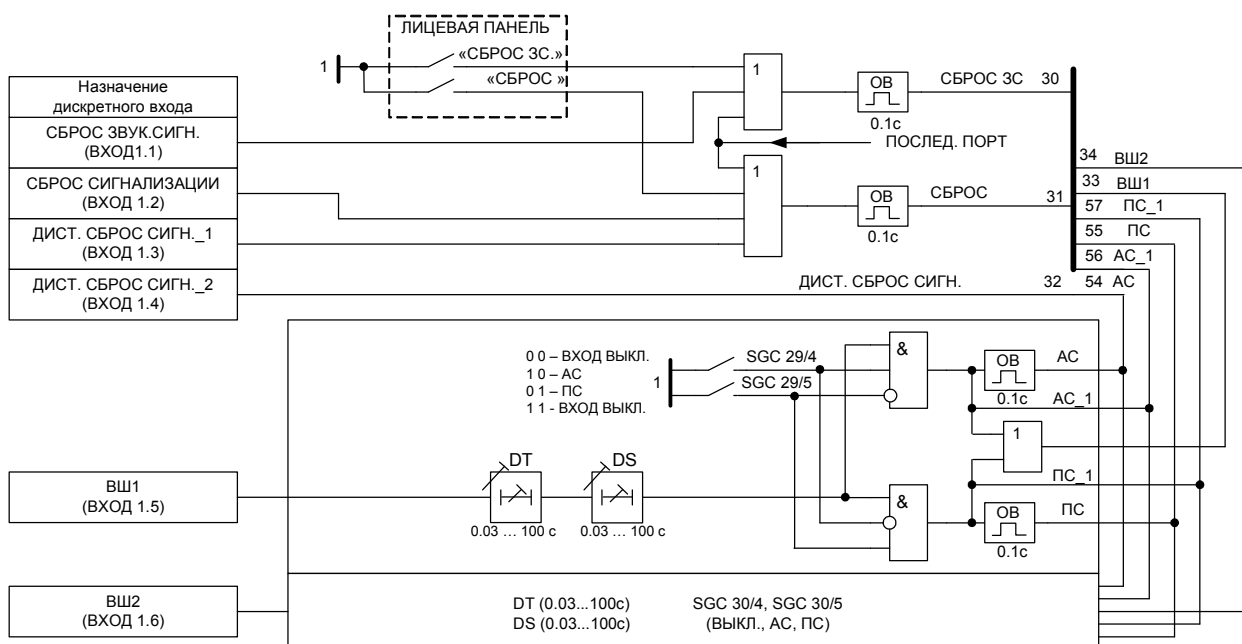 ЛИЦЕВАЯ ПАНЕЛЬ
«СБРОС ЗС.»
1
«СБРОС »
Назначение
дискретного входа
СБРОС ЗВУК.СИГН.
(ВХОД1.1)
СБРОС СИГНАЛИЗАЦИИ
(ВХОД 1.2)
ДИСТ. СБРОС СИГН._1
(ВХОД 1.3)
ДИСТ. СБРОС СИГН._2
(ВХОД 1.4)
1
ОВ
0.1с
СБРОС ЗС
30
ПОСЛЕД. ПОРТ
1
ОВ
0.1с
СБРОС
31
34 ВШ2
33 ВШ1
57 ПС_1
55 ПС
56 АС_1
ДИСТ. СБРОС СИГН.
32
54 АС
0 0 – ВХОД ВЫКЛ.
1 0 – АС
0 1 – ПС
1 1 - ВХОД ВЫКЛ.
1
SGC 29/4
SGC 29/5
&
ОВ
0.1с
АС
АС_1
1
ПС_1
ВШ1
(ВХОД 1.5)
DT
0.03 … 100 с
DS
0.03 … 100 с
&
ОВ
0.1с
ПС
ВШ2
(ВХОД 1.6)
DT (0.03...100с) SGC 30/4, SGC 30/5
DS (0.03...100с) (ВЫКЛ., АС, ПС)